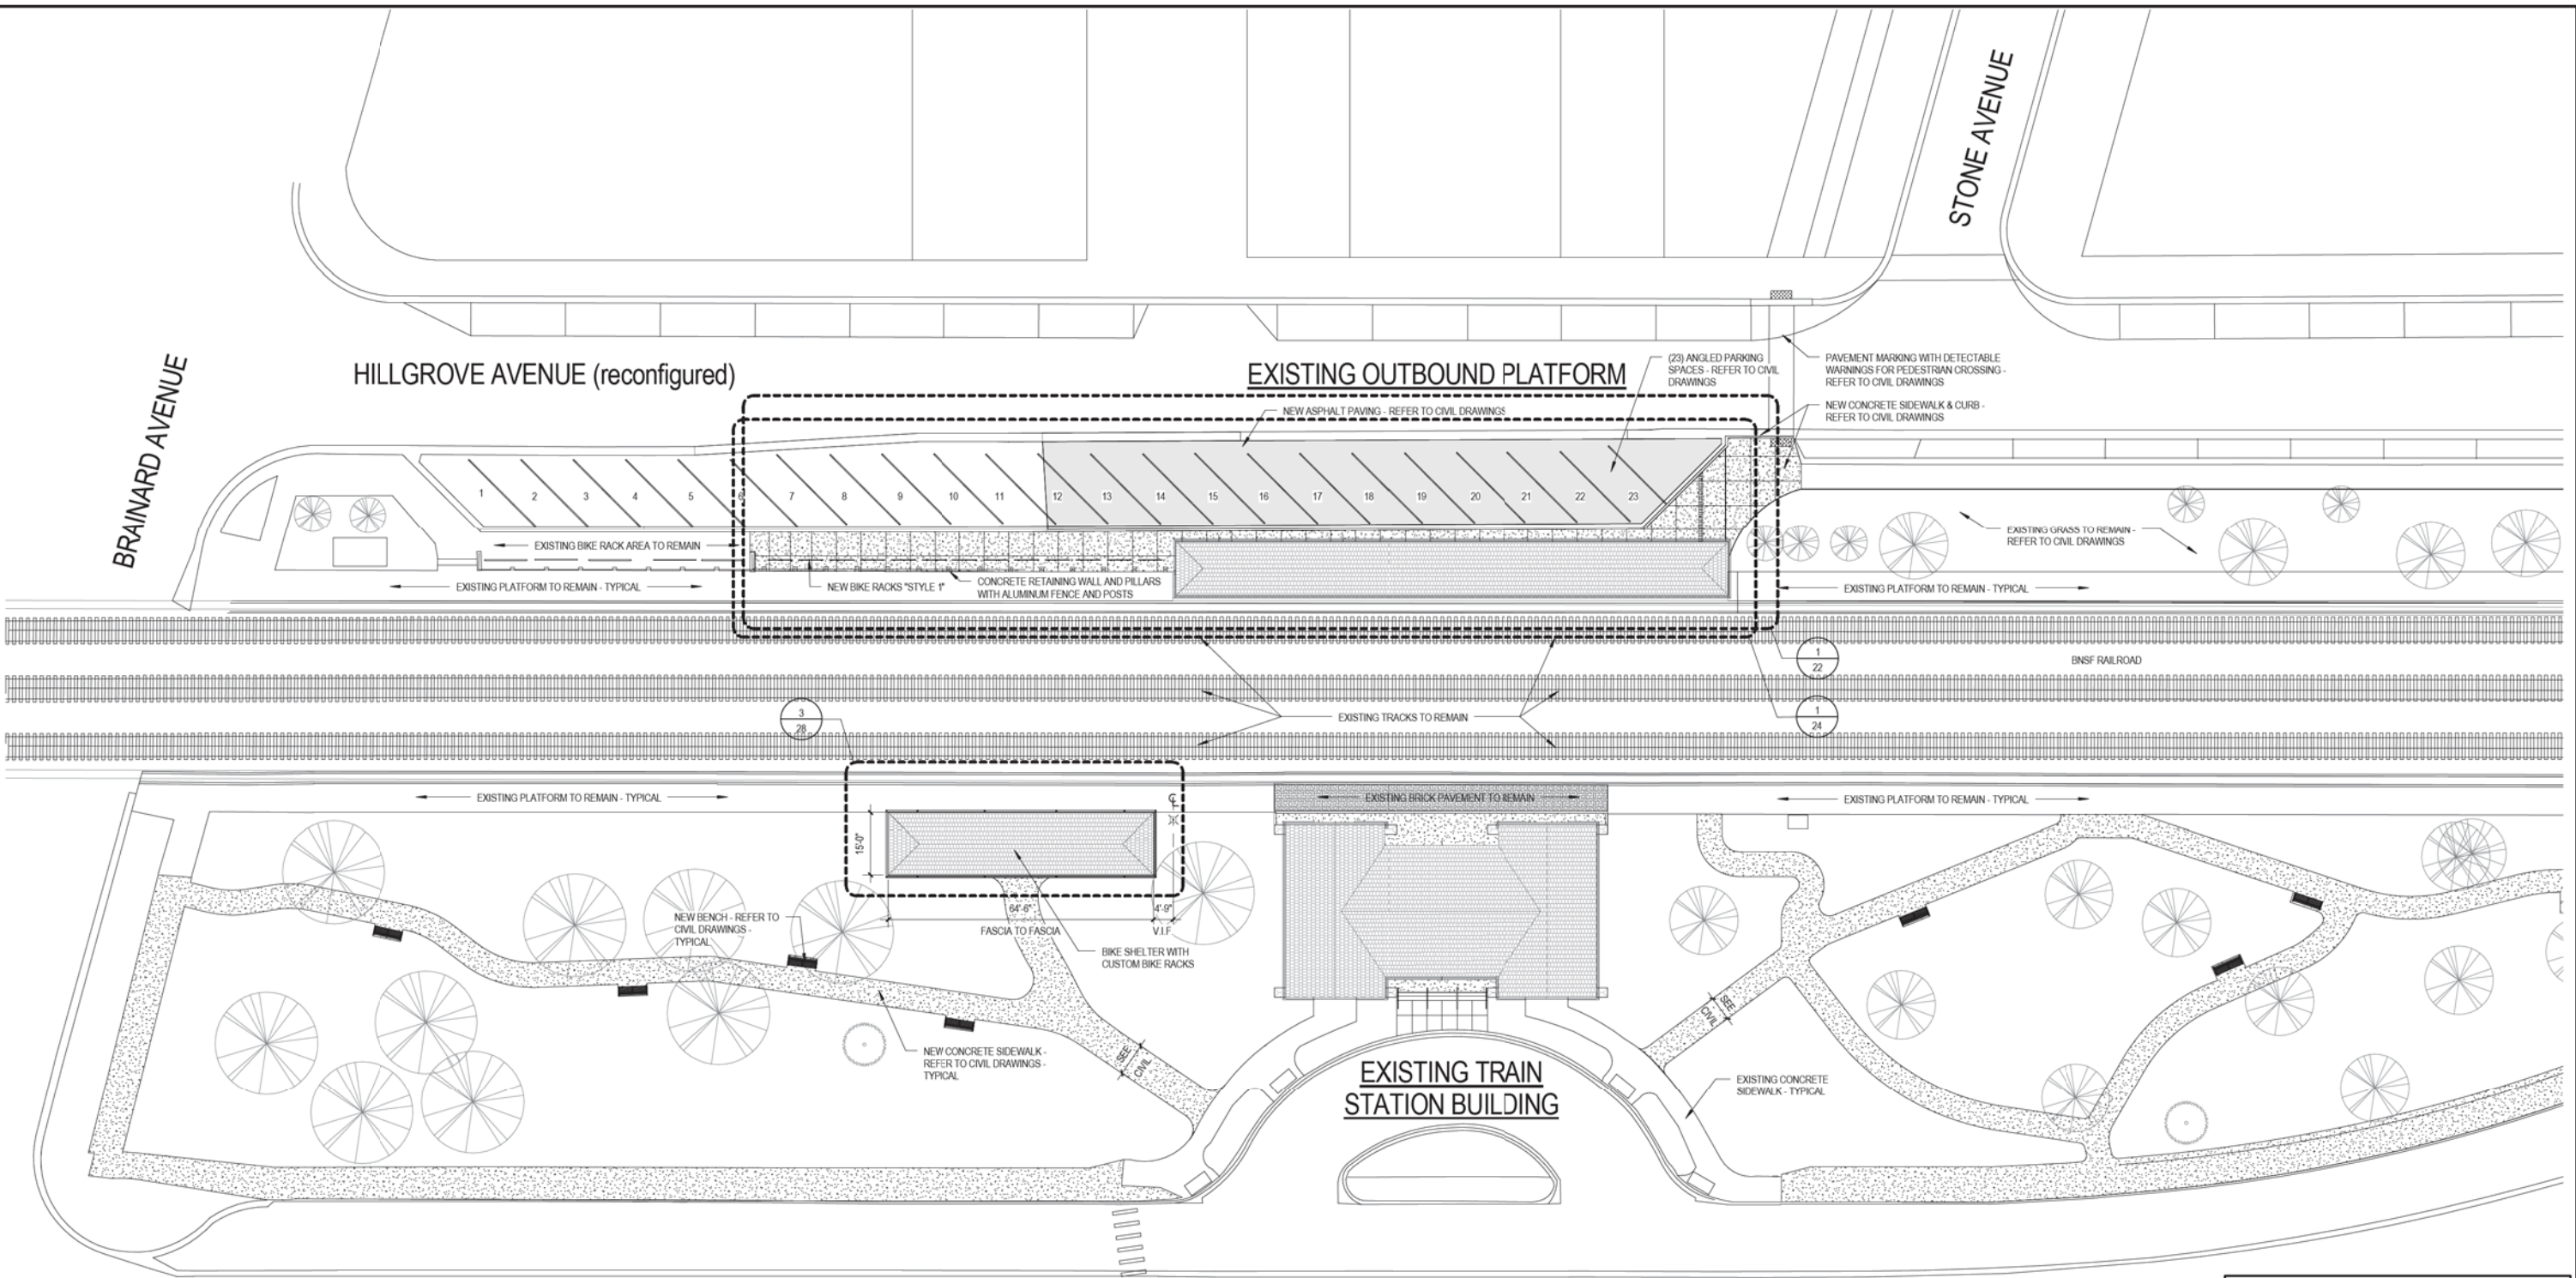 STONE AVENUE
BRAINARD AVENUE
HILLGROVE AVENUE (reconfigured)
EXISTING OUTBOUND PLATFORM
(23) ANGLED PARKING
SPACES - REFER TO CIVIL
DRAWINGS
PAVEMENT MARKING WITH DETECTABLE
WARNINGS FOR PEDESTRIAN CROSSING -
REFER TO CIVIL DRAWINGS
NEW ASPHALT PAVING - REFER TO CIVIL DRAWINGS
NEW CONCRETE SIDEWALK & CURB -
REFER TO CIVIL DRAWINGS
1 2 3 4 5 6 7 8 9 10 11 12 13 14 15 16 17 18 19 20 21 22 23
EXISTING GRASS TO REMAIN -
REFER TO CIVIL DRAWINGS
EXISTING BIKE RACK AREA TO REMAIN
EXISTING PLATFORM TO REMAIN - TYPICAL
NEW BIKE RACKS "STYLE 1"
CONCRETE RETAINING WALL AND PILLARS
WITH ALUMINUM FENCE AND POSTS
EXISTING PLATFORM TO REMAIN - TYPICAL
1
22
BNSF RAILROAD
3
28
EXISTING TRACKS TO REMAIN
1
24
EXISTING PLATFORM TO REMAIN - TYPICAL
EXISTING BRICK PAVEMENT TO REMAIN
EXISTING PLATFORM TO REMAIN - TYPICAL
15'-0"
64'-6"
FASCIA TO FASCIA
4'-9"
V.I.F.
NEW BENCH - REFER TO
CIVIL DRAWINGS -
TYPICAL
BIKE SHELTER WITH
CUSTOM BIKE RACKS
SEE
CIVIL
NEW CONCRETE SIDEWALK -
REFER TO CIVIL DRAWINGS -
TYPICAL
SEE
CIVIL
EXISTING TRAIN
STATION BUILDING
EXISTING CONCRETE
SIDEWALK - TYPICAL